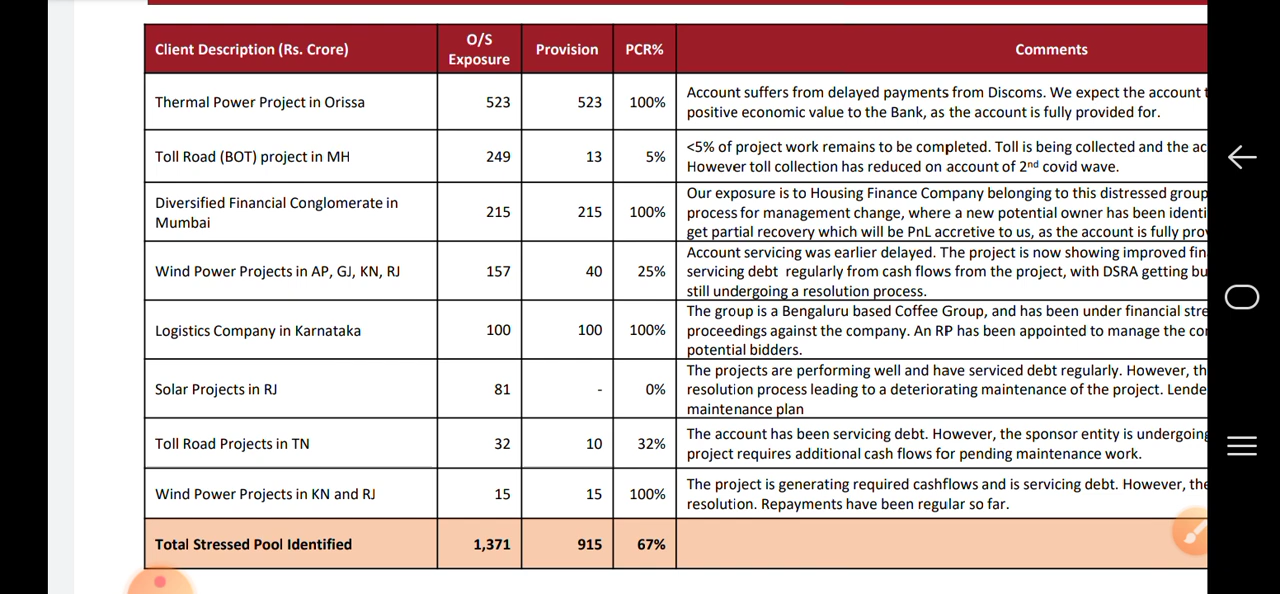 Client Description (Rs. Crore) O/S Exposure Provision PCR% Comments
Thermal Power Project in Orissa 523 523 100% Account suffers from delayed payments from Discoms. We expect the account
positive economic value to the Bank, as the account is fully provided for.
Toll Road (BOT) project in MH 249 13 5% <5% of project work remains to be completed. Toll is being collected and the
However toll collection has reduced on account of 2nd covid wave.
Diversified Financial Conglomerate in Mumbai 215 215 100% Our exposure is to Housing Finance Company belonging to this distressed group
process for management change, where a new potential owner has been
get partial recovery which will be PnL accretive to us, as the account is fully
Wind Power Projects in AP, GJ, KN, RJ 157 40 25% Account servicing was earlier delayed. The project is now showing improved
servicing debt regularly from cash flows from the project, with DSRA getting
still undergoing a resolution process.
Logistics Company in Karnataka 100 100 100% The group is a Bengaluru based Coffee Group, and has been under financial
proceedings against the company. An RP has been appointed to manage the
potential bidders.
Solar Projects in RJ 81 - 0% The projects are performing well and have serviced debt regularly. However,
resolution process leading to a deteriorating maintenance of the project.
maintenance plan
Toll Road Projects in TN 32 10 32% The account has been servicing debt. However, the sponsor entity is undergoing
project requires additional cash flows for pending maintenance work.
Wind Power Projects in KN and RJ 15 15 100% The project is generating required cashflows and is servicing debt. However, the
resolution. Repayments have been regular so far.
Total Stressed Pool Identified 1,371 915 67%